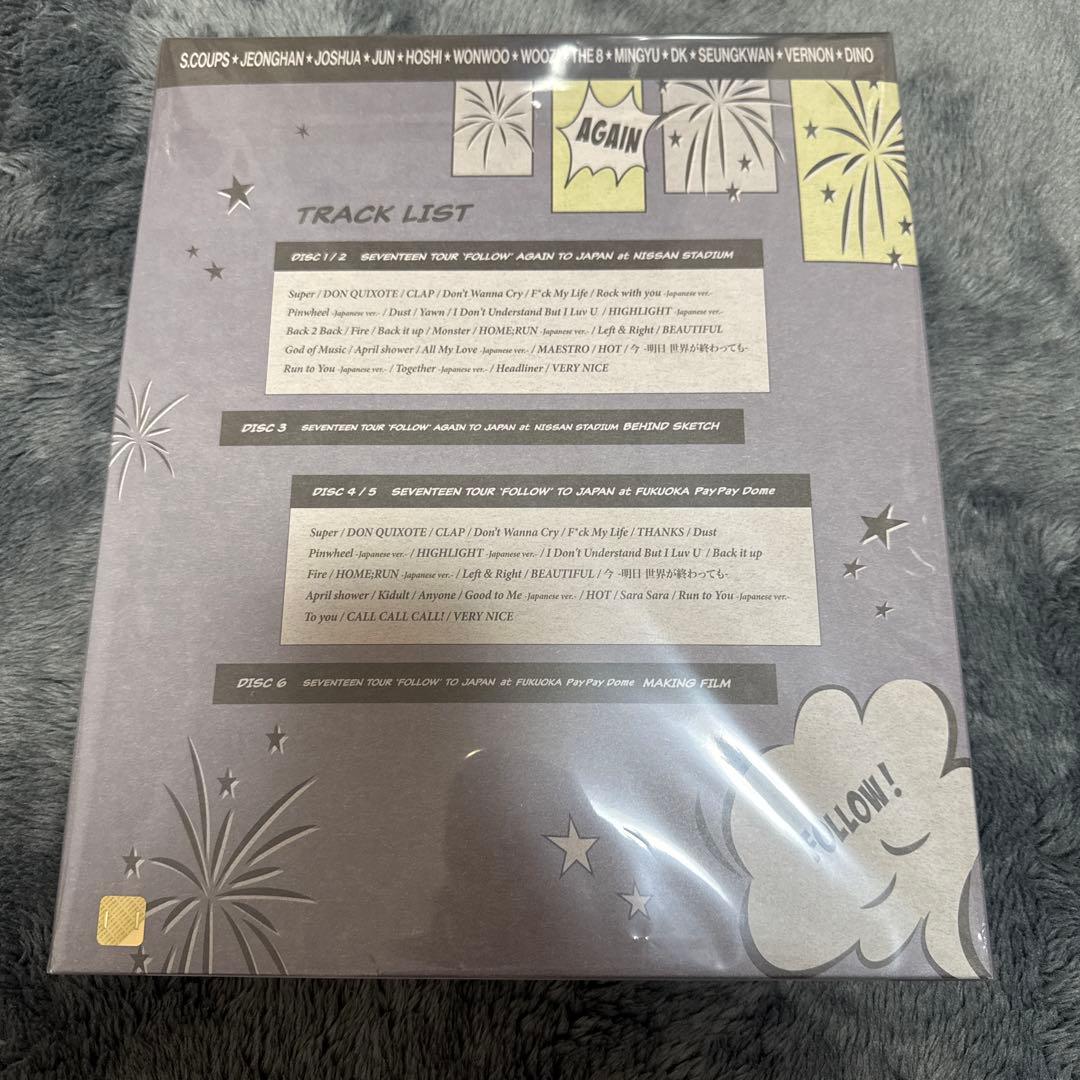 S.COUPS★JEONGHAN★JOSHUA★JUN★HOSHI★WONWOO★WOOZI★THE 8★MINGYU★DK★SEUNGKWAN★VERNON★DINO
AGAIN
TRACK LIST
DISC 1 / 2 SEVENTEEN TOUR 'FOLLOW' AGAIN TO JAPAN at NISSAN STADIUM
Super / DON QUIXOTE / CLAP / Don't Wanna Cry / F*ck My Life / Rock with you -Japanese ver.-
Pinwheel -Japanese ver.- / Dust / Yawn / I Don't Understand But I Luv U / HIGHLIGHT -Japanese ver.-
Back 2 Back / Fire / Back it up / Monster / HOME;RUN -Japanese ver.- / Left & Right / BEAUTIFUL
God of Music / April shower / All My Love -Japanese ver.- / MAESTRO / HOT / 今 -明日 世界が終わっても-
Run to You -Japanese ver.- / Together -Japanese ver.- / Headliner / VERY NICE
DISC 3 SEVENTEEN TOUR 'FOLLOW' AGAIN TO JAPAN at NISSAN STADIUM BEHIND SKETCH
DISC 4 / 5 SEVENTEEN TOUR 'FOLLOW' TO JAPAN at FUKUOKA PayPay Dome
Super / DON QUIXOTE / CLAP / Don't Wanna Cry / F*ck My Life / THANKS / Dust
Pinwheel -Japanese ver.- / HIGHLIGHT -Japanese ver.- / I Don't Understand But I Luv U / Back it up
Fire / HOME;RUN -Japanese ver.- / Left & Right / BEAUTIFUL / 今 -明日 世界が終わっても-
April shower / Kidult / Anyone / Good to Me -Japanese ver.- / HOT / Sara Sara / Run to You -Japanese ver.-
To you / CALL CALL CALL! / VERY NICE
DISC 6 SEVENTEEN TOUR 'FOLLOW' TO JAPAN at FUKUOKA PayPay Dome MAKING FILM
FOLLOW!